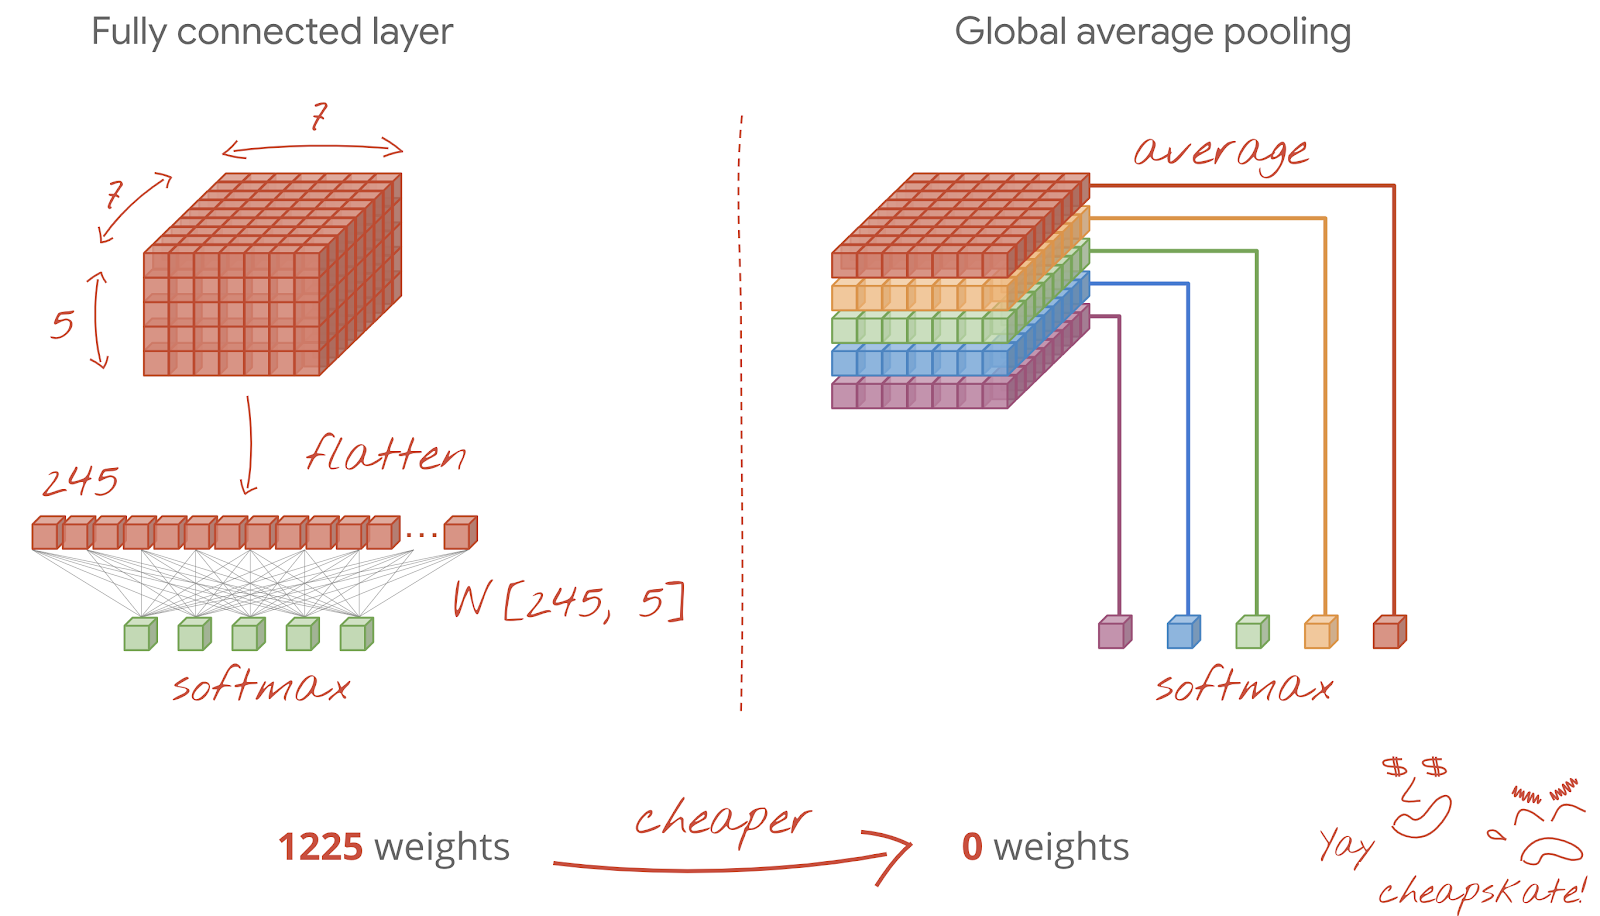 Fully connected layer
Global average pooling
7
7
5
flatten
245
...
W [245, 5]
softmax
average
softmax
1225 weights
cheaper
0 weights
$ $
Yay
cheapskate!